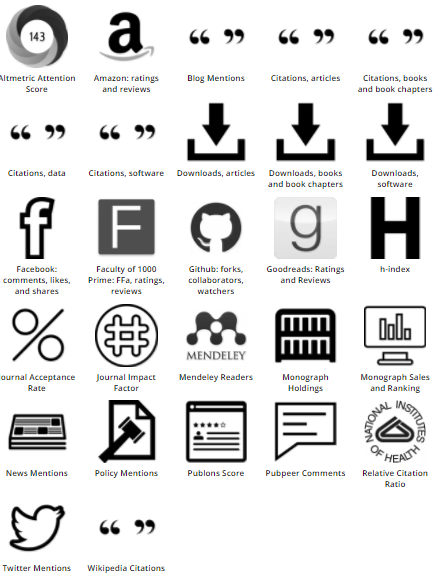 143
a
Altmetric Attention Score
Amazon: ratings and reviews
Blog Mentions
Citations, articles
Citations, books and book chapters
Citations, data
Citations, software
Downloads, articles
Downloads, books and book chapters
Downloads, software
f
F
g
H
Facebook: comments, likes, and shares
Faculty of 1000 Prime: FFa, ratings, reviews
Github: forks, collaborators, watchers
Goodreads: Ratings and Reviews
h-index
MENDELEY
Journal Acceptance Rate
Journal Impact Factor
Mendeley Readers
Monograph Holdings
Monograph Sales and Ranking
NATIONAL INSTITUTES OF HEALTH
News Mentions
Policy Mentions
Publons Score
Pubpeer Comments
Relative Citation Ratio
Twitter Mentions
Wikipedia Citations